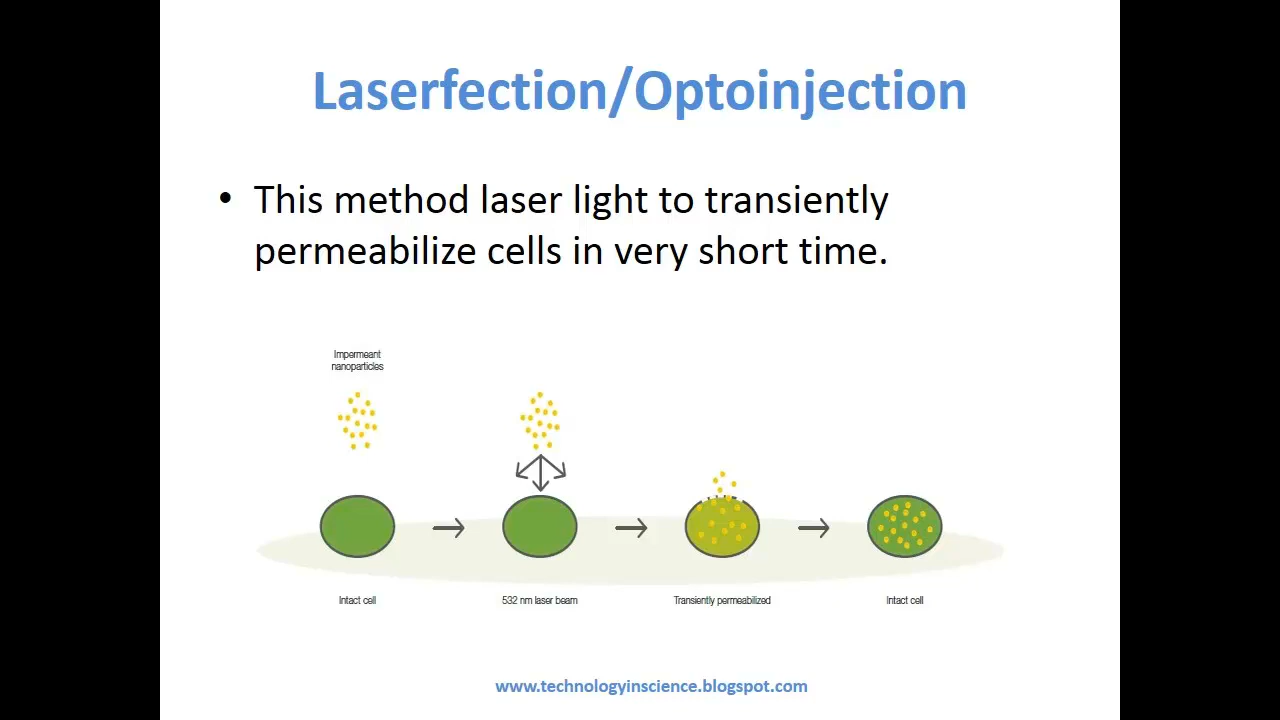 Laserfection/Optoinjection
• This method laser light to transiently
permeabilize cells in very short time.
Impermeant
nanoparticles
Intact cell
532 nm laser beam
Transiently permeabilized
Intact cell
www.technologyinscience.blogspot.com